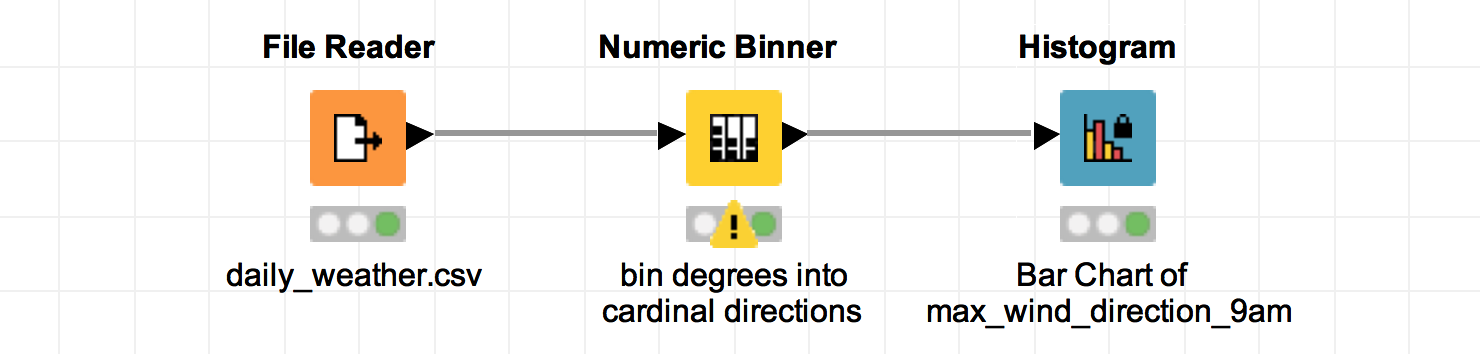 File Reader
Numeric Binner
Histogram
daily_weather.csv
bin degrees into
cardinal directions
Bar Chart of
max_wind_direction_9am